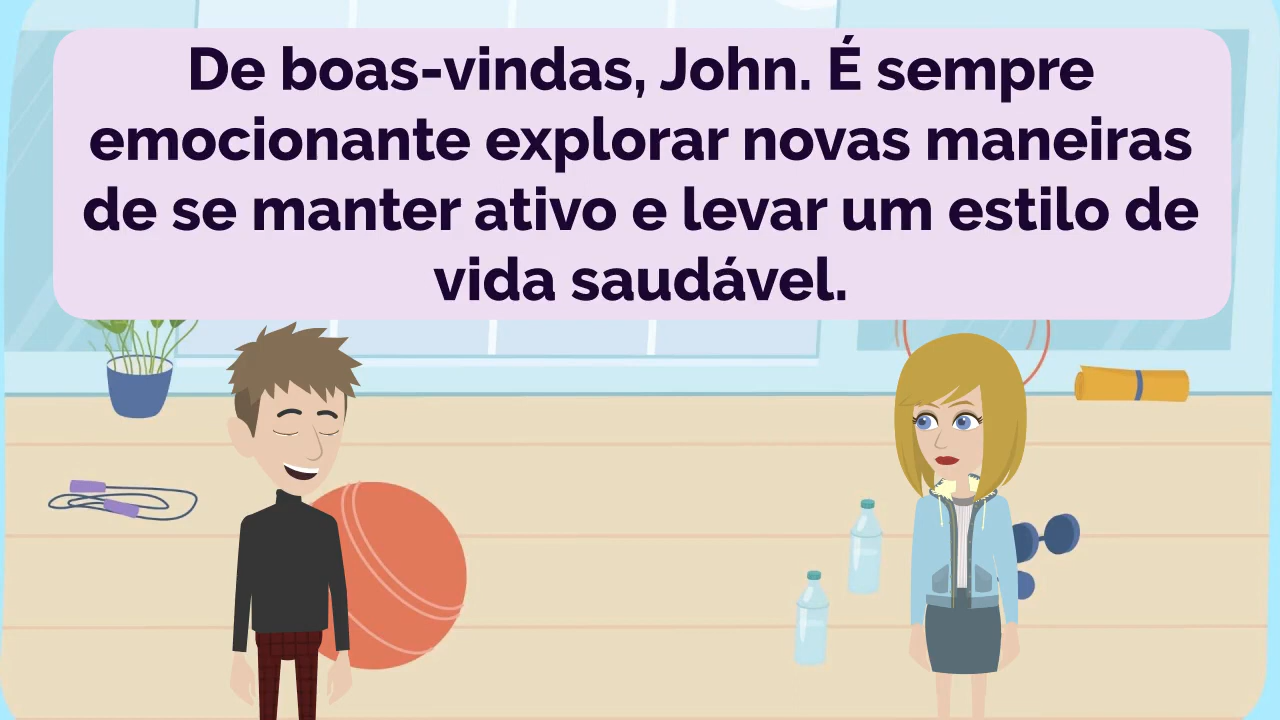 De boas-vindas, John. É sempre
emocionante explorar novas maneiras
de se manter ativo e levar um estilo de
vida saudável.